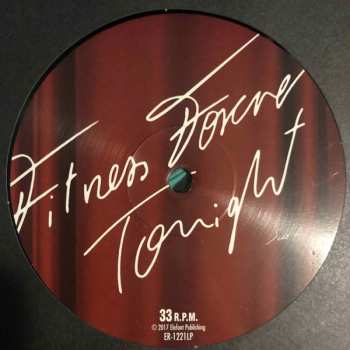 Fitness Forever
Tonight
33 R.P.M.
© 2017 Elefant Publishing
ER-1221LP